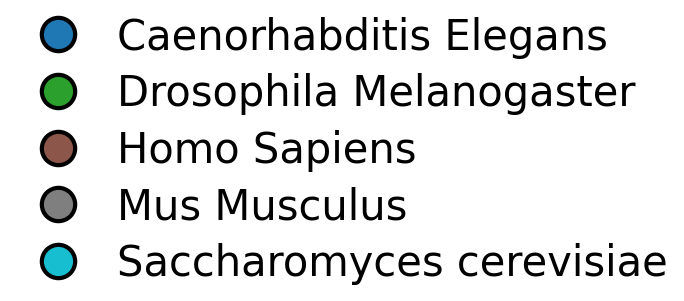 Caenorhabditis Elegans
Drosophila Melanogaster
Homo Sapiens
Mus Musculus
Saccharomyces cerevisiae